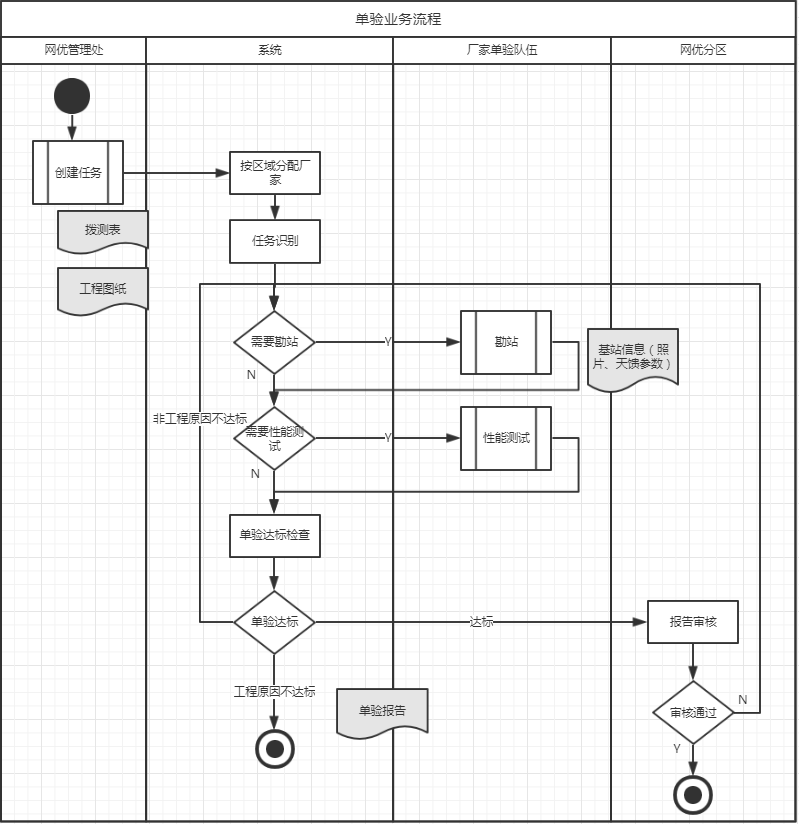 单验业务流程
网优管理处
系统
厂家单验队伍
网优分区
创建任务
按区域分配厂
家
拨测表
任务识别
工程图纸
需要勘站
Y
勘站
基站信息（照
片、天馈参数）
N
非工程原因不达标
需要性能测
试
Y
性能测试
N
单验达标检查
单验达标
达标
报告审核
工程原因不达标
单验报告
审核通过
N
Y